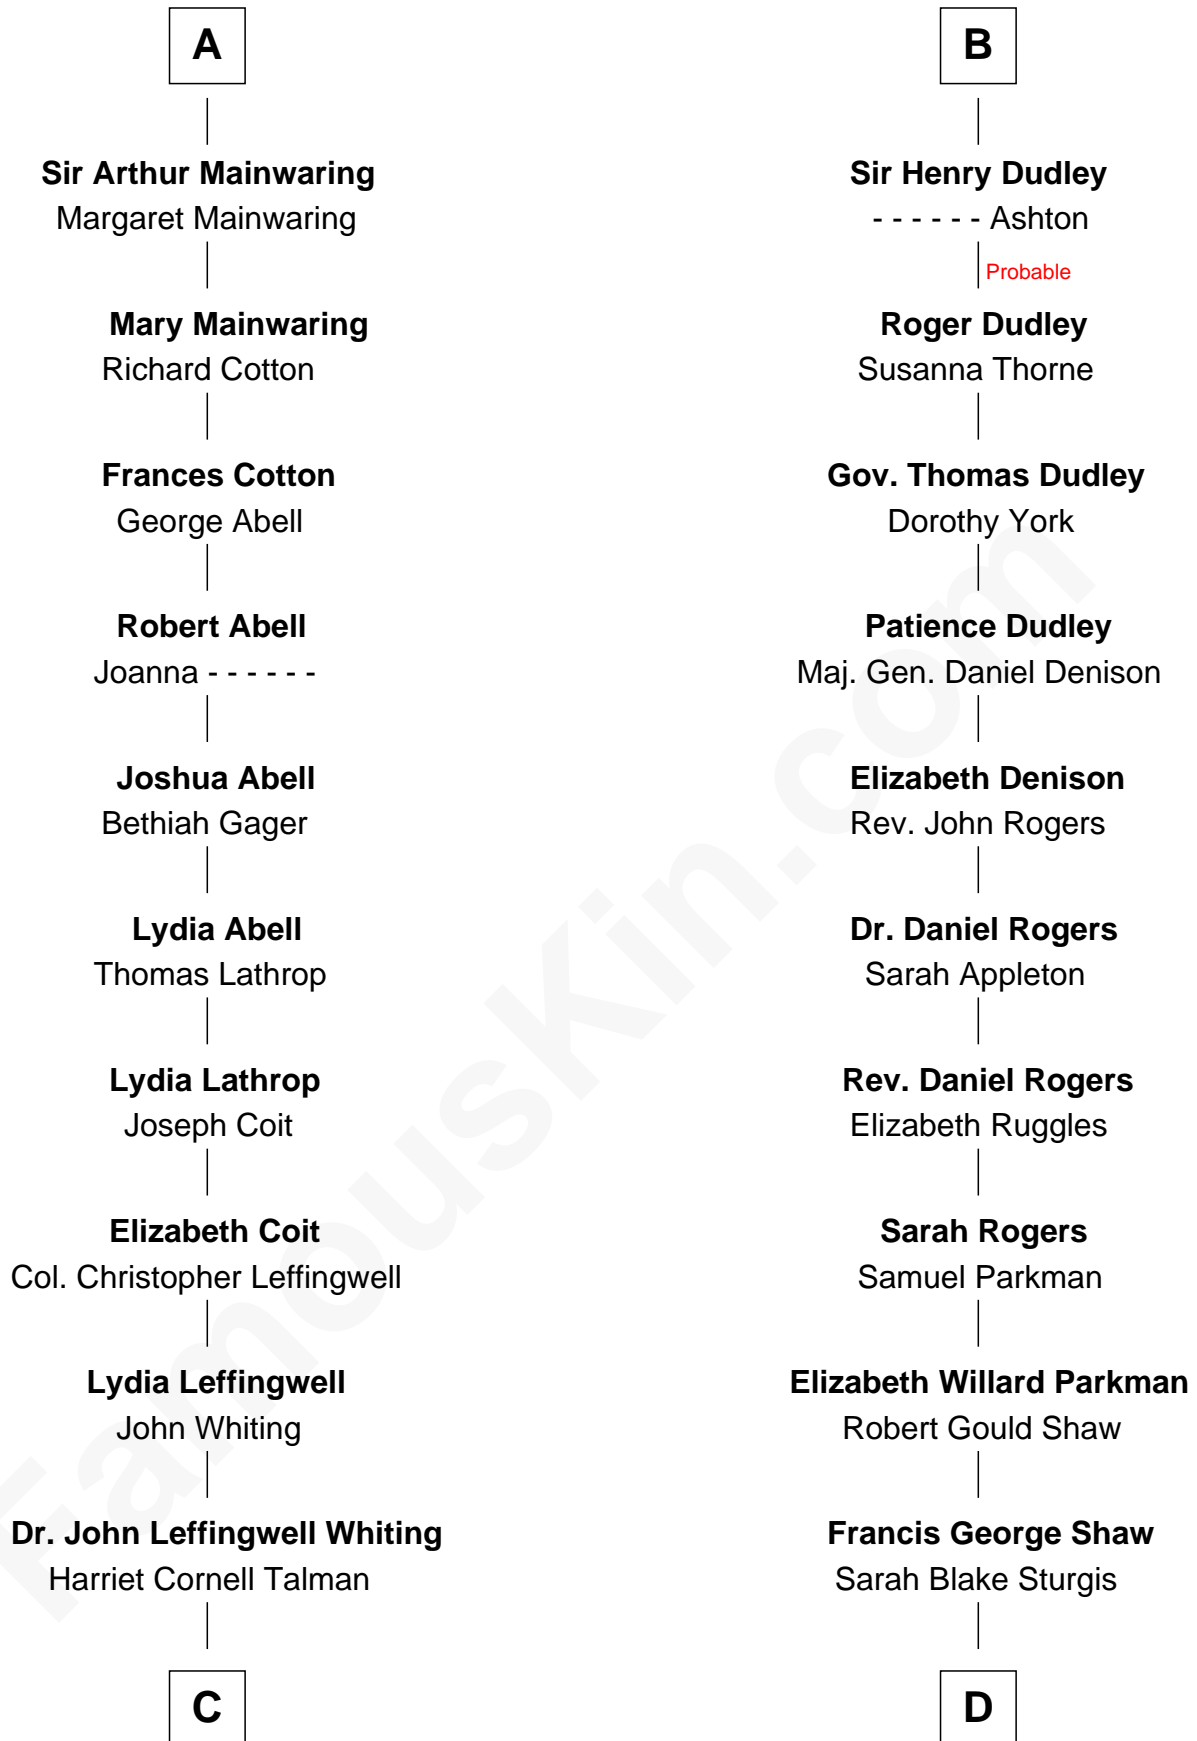 A
Sir Arthur Mainwaring
Margaret Mainwaring
Mary Mainwaring
Richard Cotton
Frances Cotton
George Abell
Robert Abell
Joanna - - - - - -
Joshua Abell
Bethiah Gager
Lydia Abell
Thomas Lathrop
Lydia Lathrop
Joseph Coit
Elizabeth Coit
Col. Christopher Leffingwell
Lydia Leffingwell
John Whiting
Dr. John Leffingwell Whiting
Harriet Cornell Talman
C
B
Sir Henry Dudley
- - - - - - Ashton
Probable
Roger Dudley
Susanna Thorne
Gov. Thomas Dudley
Dorothy York
Patience Dudley
Maj. Gen. Daniel Denison
Elizabeth Denison
Rev. John Rogers
Dr. Daniel Rogers
Sarah Appleton
Rev. Daniel Rogers
Elizabeth Ruggles
Sarah Rogers
Samuel Parkman
Elizabeth Willard Parkman
Robert Gould Shaw
Francis George Shaw
Sarah Blake Sturgis
D
FamousKin.com